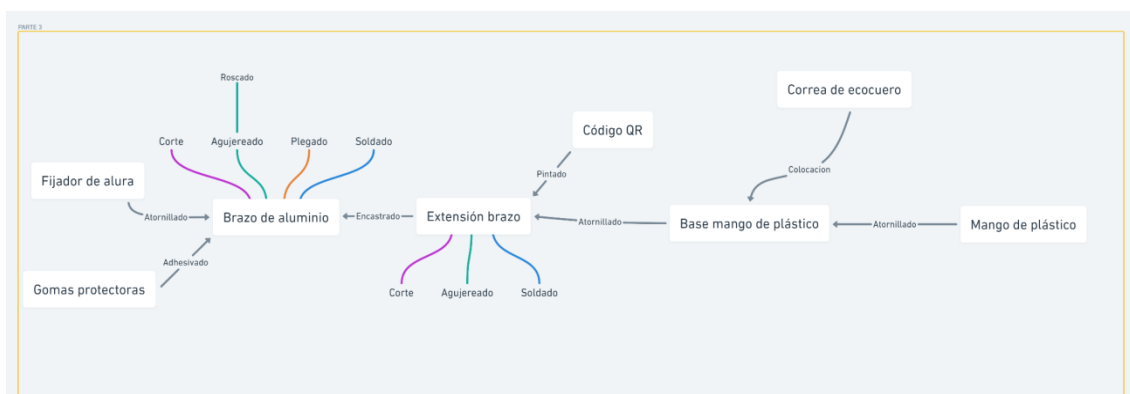 PARTE 3
Roscado
Correa de ecocuero
Código QR
Corte
Agujereado
Plegado
Soldado
Colocacion
Pintado
Fijador de alura
Atornillado
Brazo de aluminio
Encastrado
Extensión brazo
Atornillado
Base mango de plástico
Atornillado
Mango de plástico
Adhesivado
Gomas protectoras
Corte
Agujereado
Soldado